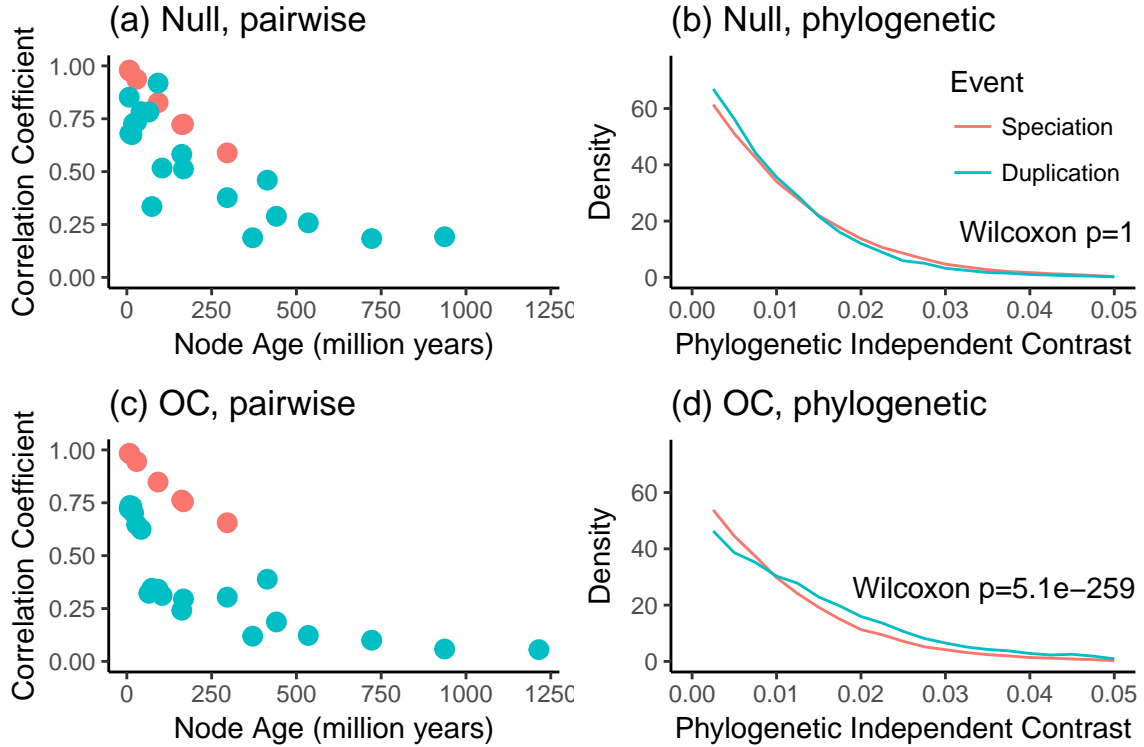 (a) Null, pairwise
Correlation Coefficient
1.00
0.75
0.50
0.25
0.00
0
250
500
750
1000
1250
Node Age (million years)
(b) Null, phylogenetic
Density
60
40
20
0
Event
Speciation
Duplication
Wilcoxon p=1
0.00
0.01
0.02
0.03
0.04
0.05
Phylogenetic Independent Contrast
(c) OC, pairwise
Correlation Coefficient
1.00
0.75
0.50
0.25
0.00
0
250
500
750
1000
1250
Node Age (million years)
(d) OC, phylogenetic
Density
60
40
20
0
Wilcoxon p=5.1e−259
0.00
0.01
0.02
0.03
0.04
0.05
Phylogenetic Independent Contrast